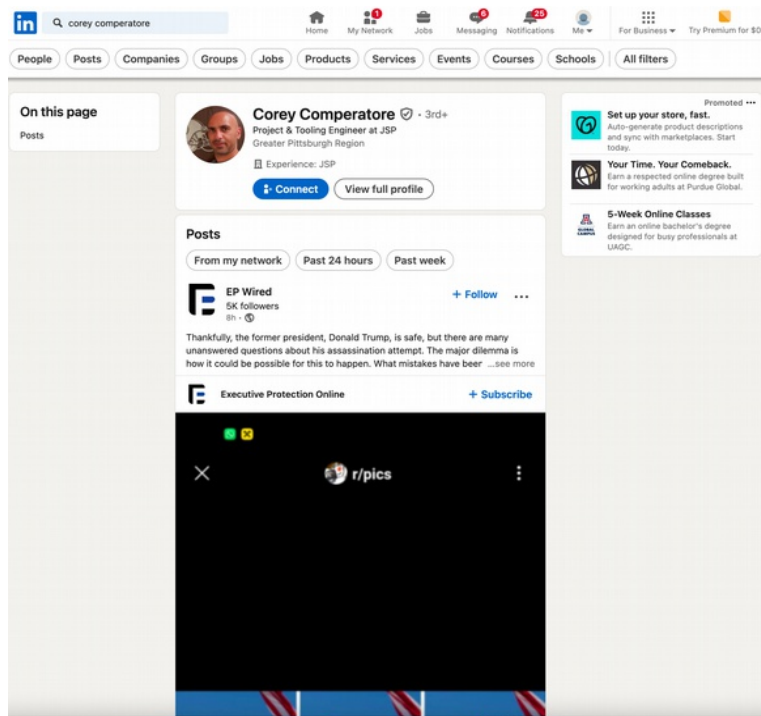 in
corey comperatore
Home
1
My Network
Jobs
6
Messaging
25
Notifications
Me
For Business
Try Premium for $0
People
Posts
Companies
Groups
Jobs
Products
Services
Events
Courses
Schools
All filters
On this page
Posts
Corey Comperatore · 3rd+
Project & Tooling Engineer at JSP
Greater Pittsburgh Region
Experience: JSP
Connect
View full profile
Posts
From my network
Past 24 hours
Past week
EP Wired
5K followers
8h ·
+ Follow
Thankfully, the former president, Donald Trump, is safe, but there are many
unanswered questions about his assassination attempt. The major dilemma is
how it could be possible for this to happen. What mistakes have beer ...see more
Executive Protection Online
+ Subscribe
r/pics
Promoted
Set up your store, fast.
Auto-generate product descriptions
and sync with marketplaces. Start
today.
Your Time. Your Comeback.
Earn a respected online degree built
for working adults at Purdue Global.
5-Week Online Classes
Earn an online bachelor's degree
designed for busy professionals at
UAGC.